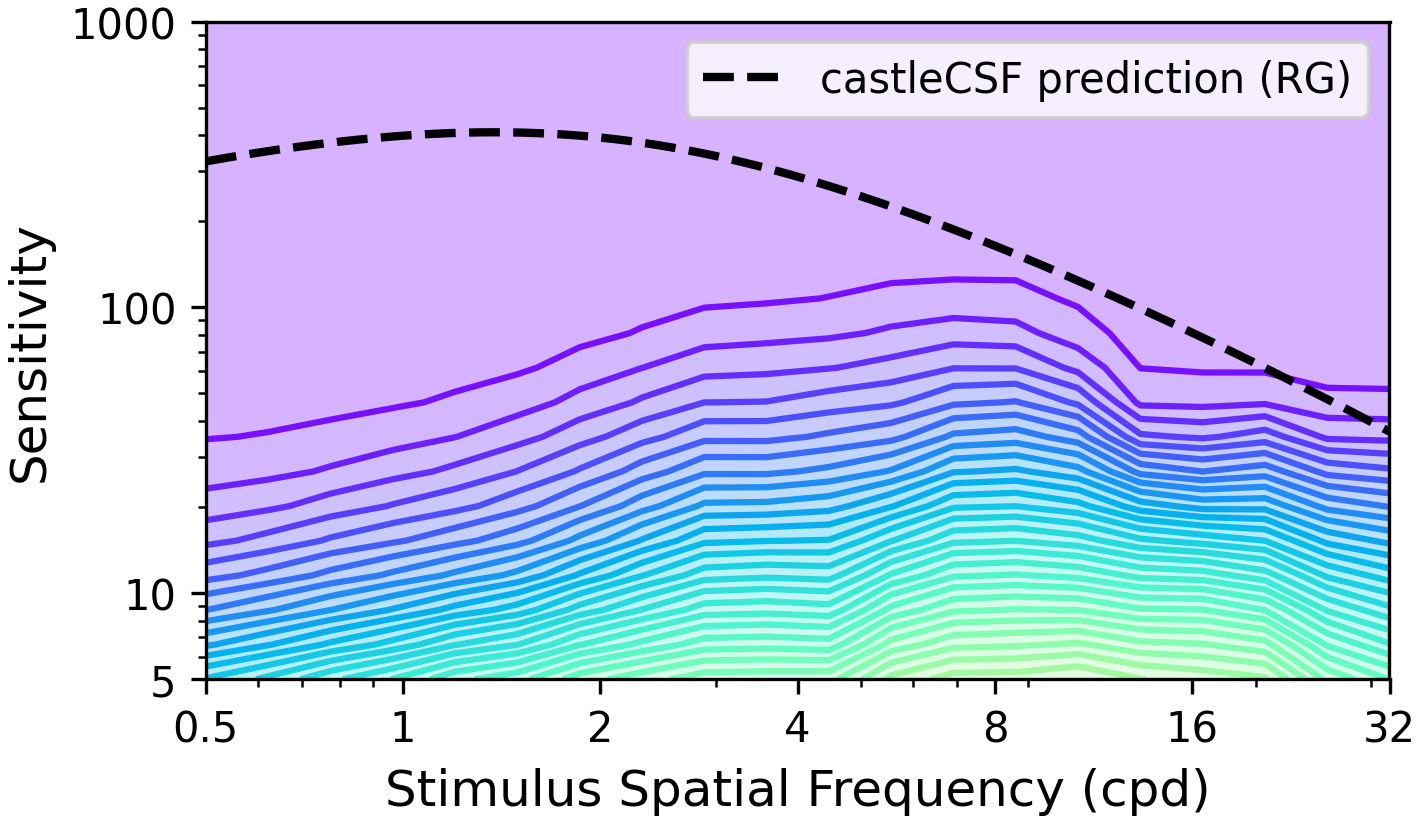 1000
100
10
5
Sensitivity
castleCSF prediction (RG)
0.5 1 2 4 8 16 32
Stimulus Spatial Frequency (cpd)